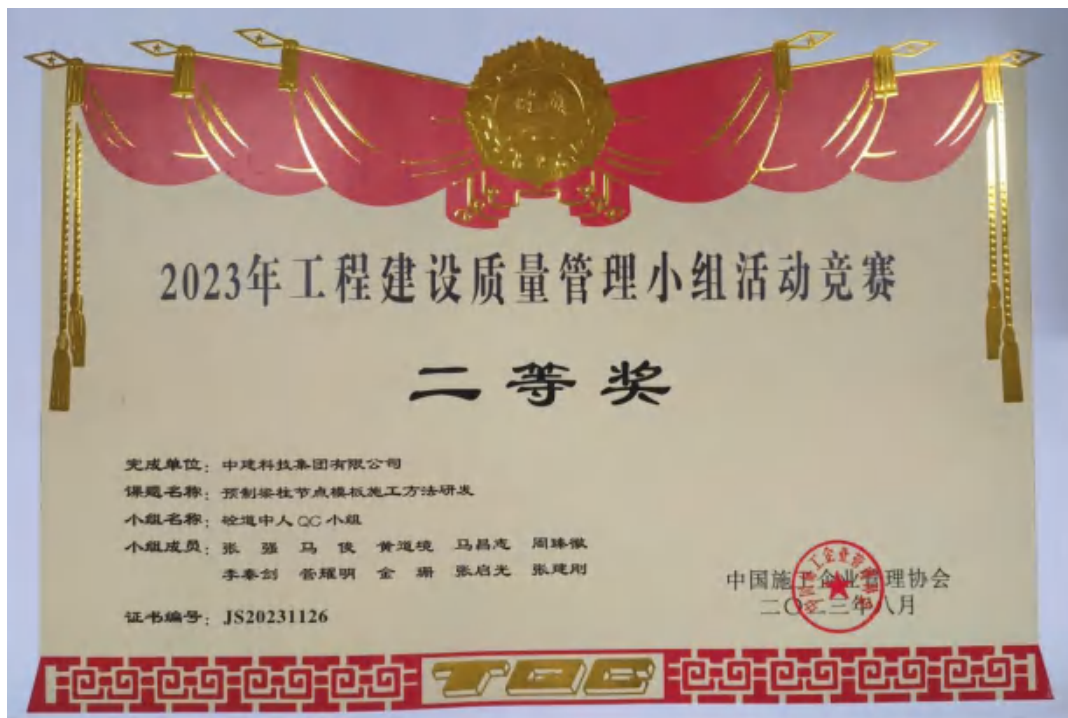 2023年工程建设质量管理小组活动竞赛
二等奖
完成单位：中建科技集团有限公司
课题名称：预制梁柱节点模板施工方法研发
小组名称：砼道中人QC小组
小组成员：张 强 马 俊 黄道境 马昌志 周臻徽
李奉剑 管耀明 金 珊 张启光 张建刚
证书编号：JS20231126
中国施工企业管理协会
二〇二三年八月
TQC